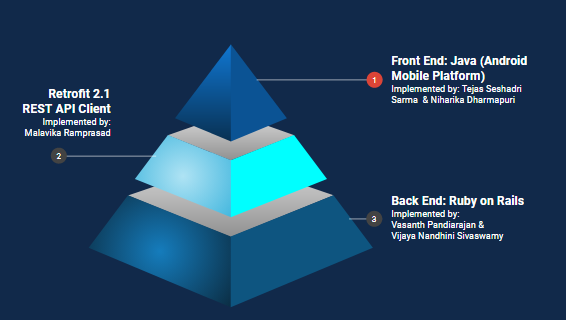 Front End: Java (Android
Mobile Platform)
Implemented by: Tejas Seshadri
Sarma & Niharika Dharmapuri
1
Retrofit 2.1
REST API Client
Implemented by:
Malavika Ramprasad
2
Back End: Ruby on Rails
Implemented by:
Vasanth Pandiarajan &
Vijaya Nandhini Sivaswamy
3